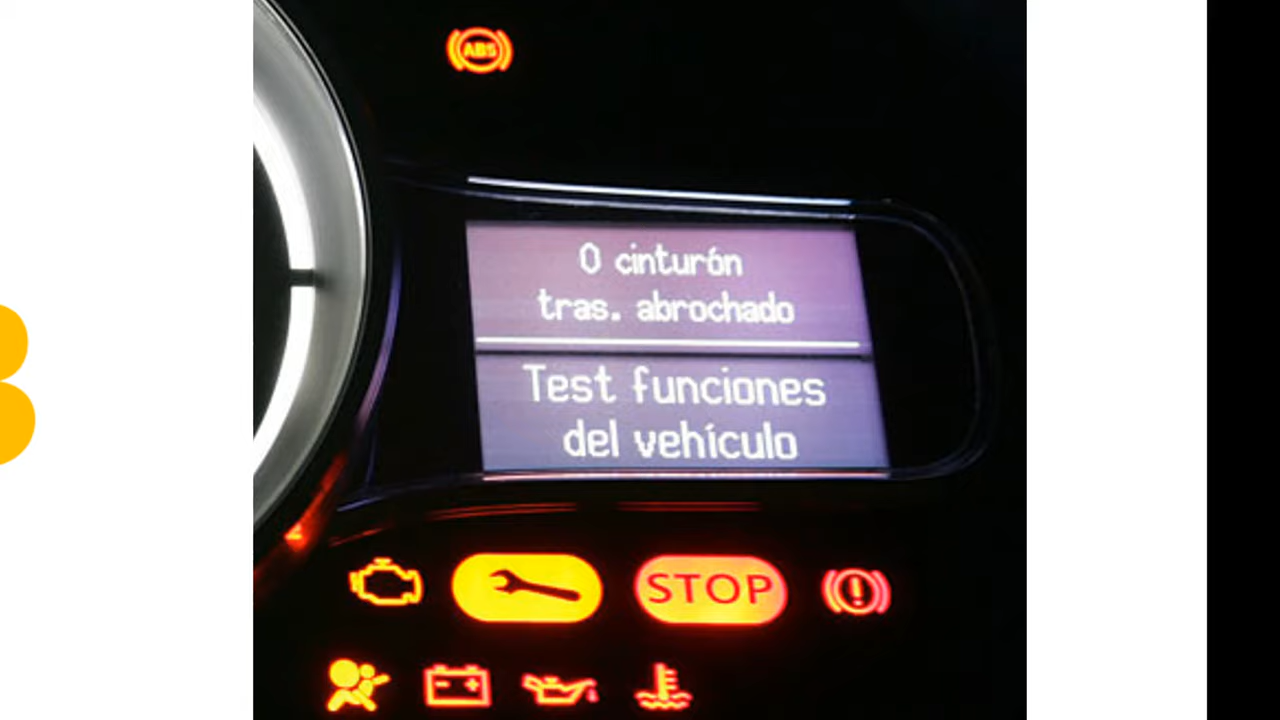 ABS
0 cinturón
tras. abrochado
Test funciones
del vehículo
STOP